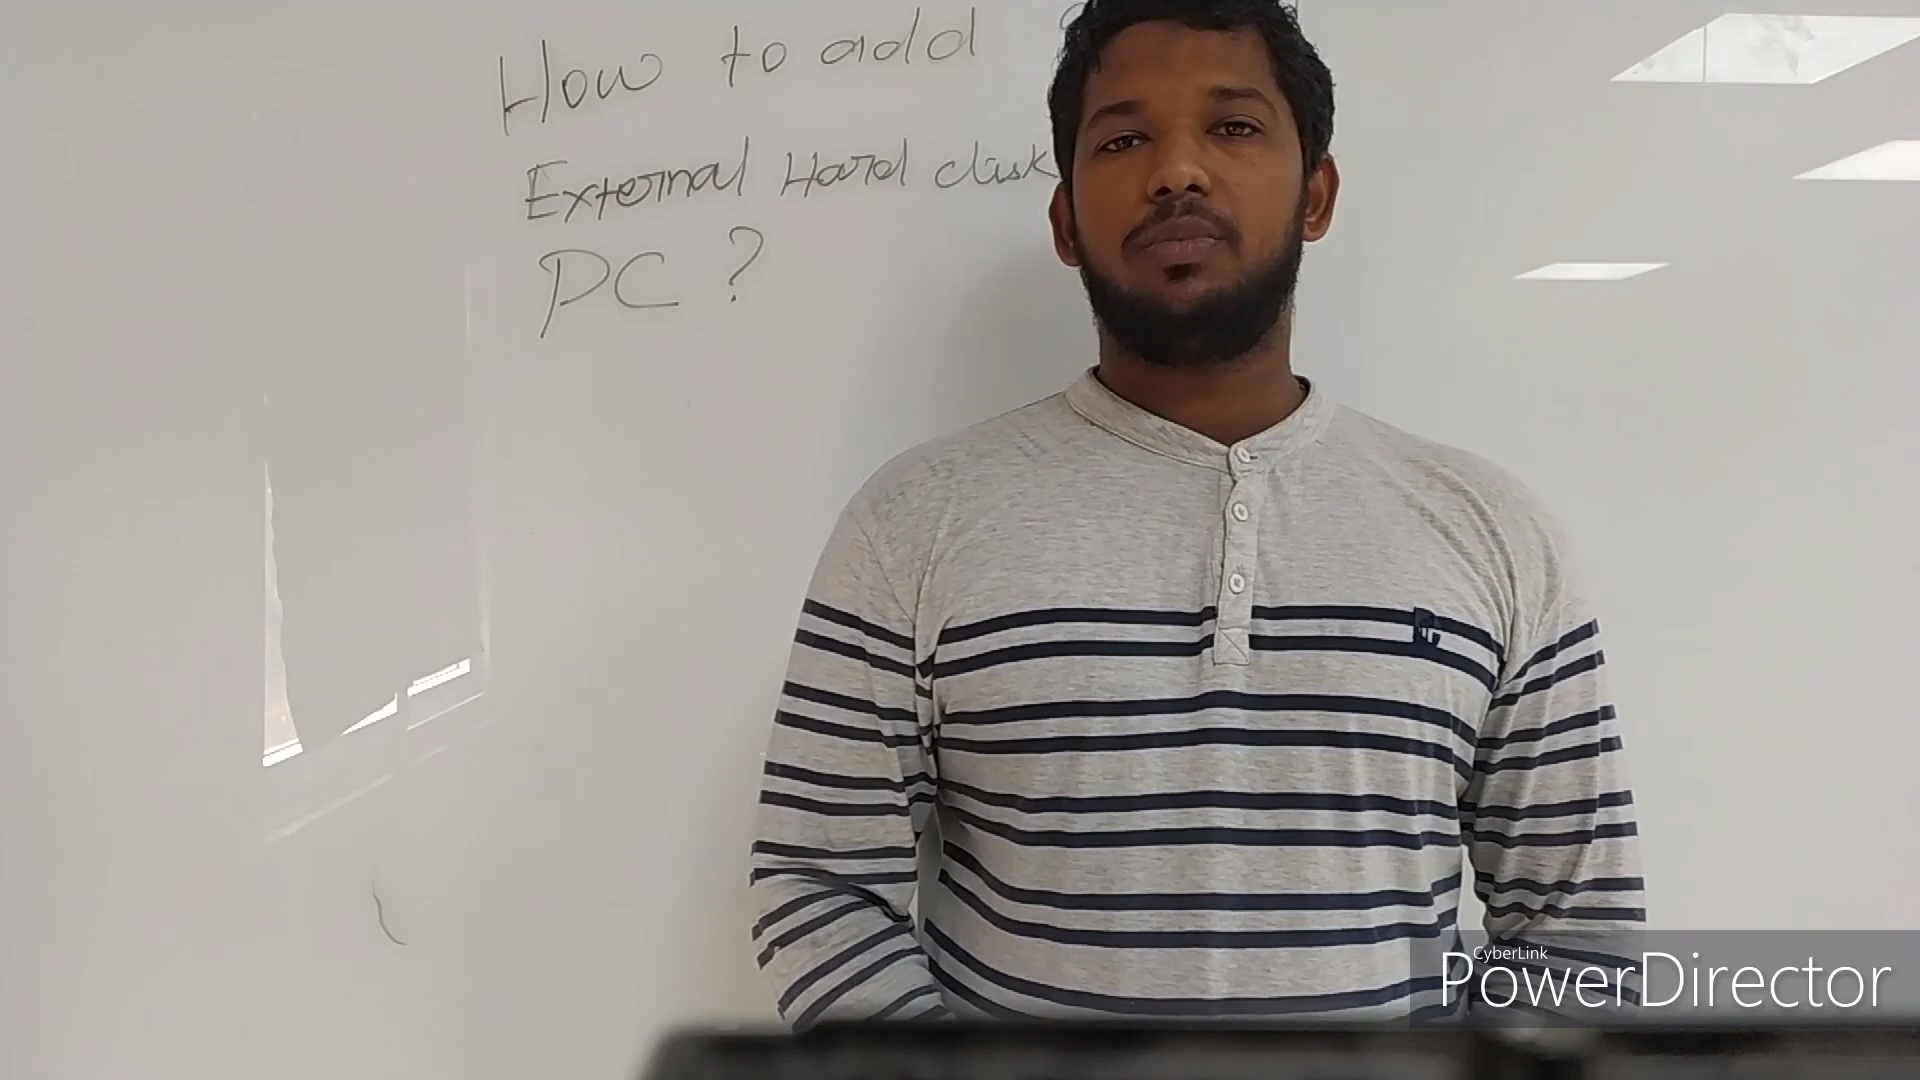 How to add
External Hard disk
PC ?
CyberLink
PowerDirector